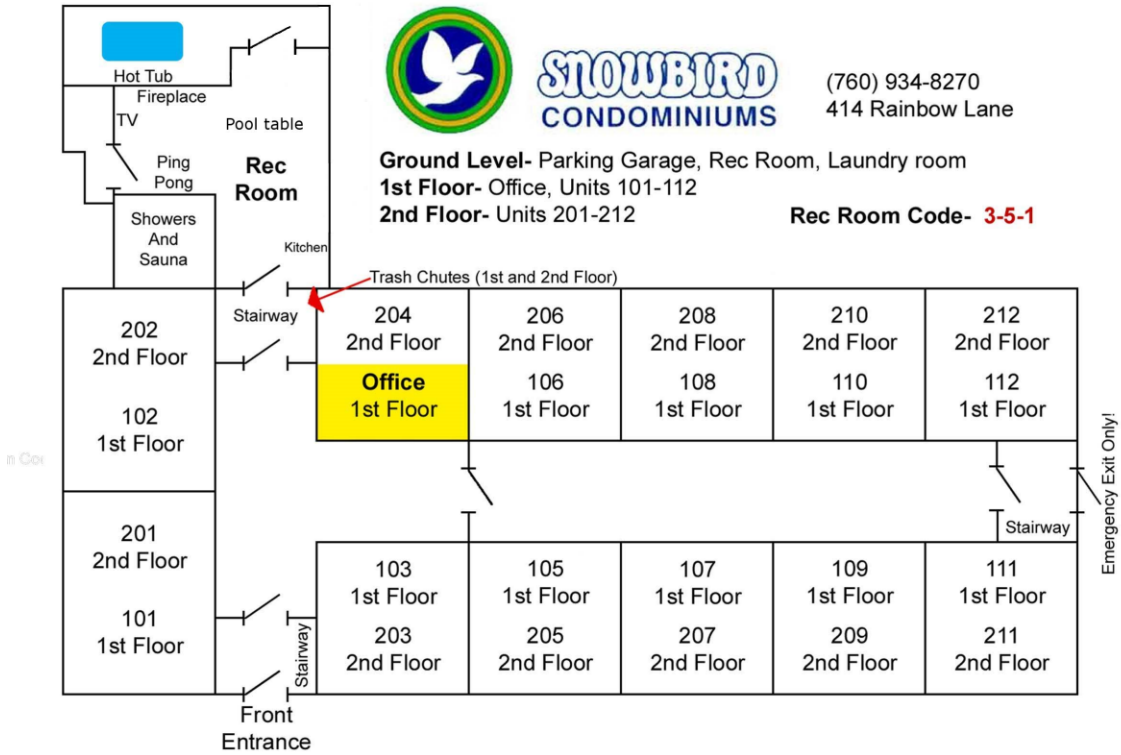 SNOWBIRD
CONDOMINIUMS
(760) 934-8270
414 Rainbow Lane
Ground Level- Parking Garage, Rec Room, Laundry room
1st Floor- Office, Units 101-112
2nd Floor- Units 201-212
Rec Room Code- 3-5-1
Hot Tub
Fireplace
TV
Pool table
Ping
Pong
Rec
Room
Showers
And
Sauna
Kitchen
Trash Chutes (1st and 2nd Floor)
Stairway
202
2nd Floor
102
1st Floor
204
2nd Floor
Office
1st Floor
206
2nd Floor
106
1st Floor
208
2nd Floor
108
1st Floor
210
2nd Floor
110
1st Floor
212
2nd Floor
112
1st Floor
Emergency Exit Only!
Stairway
201
2nd Floor
101
1st Floor
103
1st Floor
203
2nd Floor
105
1st Floor
205
2nd Floor
107
1st Floor
207
2nd Floor
109
1st Floor
209
2nd Floor
111
1st Floor
211
2nd Floor
Stairway
Front
Entrance